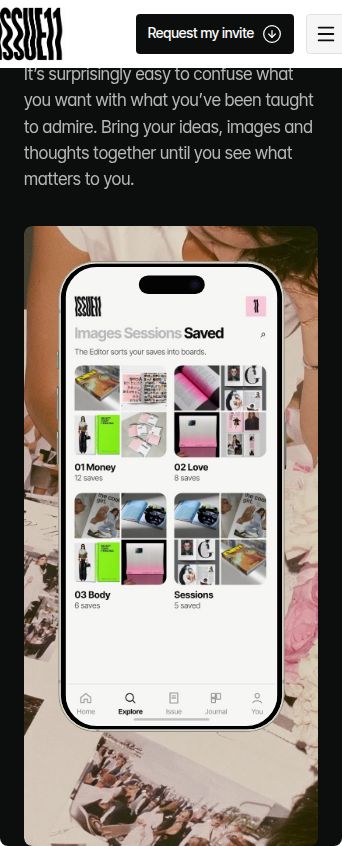 ISSUE11
Request my invite
It's surprisingly easy to confuse what
you want with what you've been taught
to admire. Bring your ideas, images and
thoughts together until you see what
matters to you.
ISSUE11
11
Images Sessions Saved
The Editor sorts your saves into boards.
01 Money
12 saves
02 Love
8 saves
03 Body
6 saves
Sessions
5 saved
Home
Explore
Issue
Journal
You